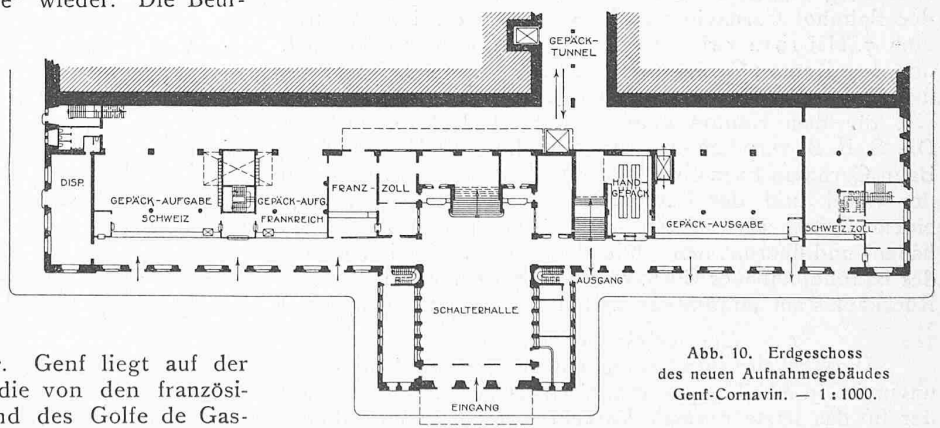 wieder. Die Beur-
GEPÄCK-
TUNNEL
DISP.
GEPÄCK-AUFGABE
SCHWEIZ
GEPÄCK-AUFG.
FRANKREICH
FRANZ-ZOLL
HAND-
GEPÄCK
GEPÄCK-AUSGABE
SCHWEIZ. ZOLL
AUSGANG
SCHALTERHALLE
EINGANG
Genf liegt auf der
die von den französi-
nd des Golfe de Gas-
Abb. 10. Erdgeschoss
des neuen Aufnahmegebäudes
Genf-Cornavin. — 1:1000.